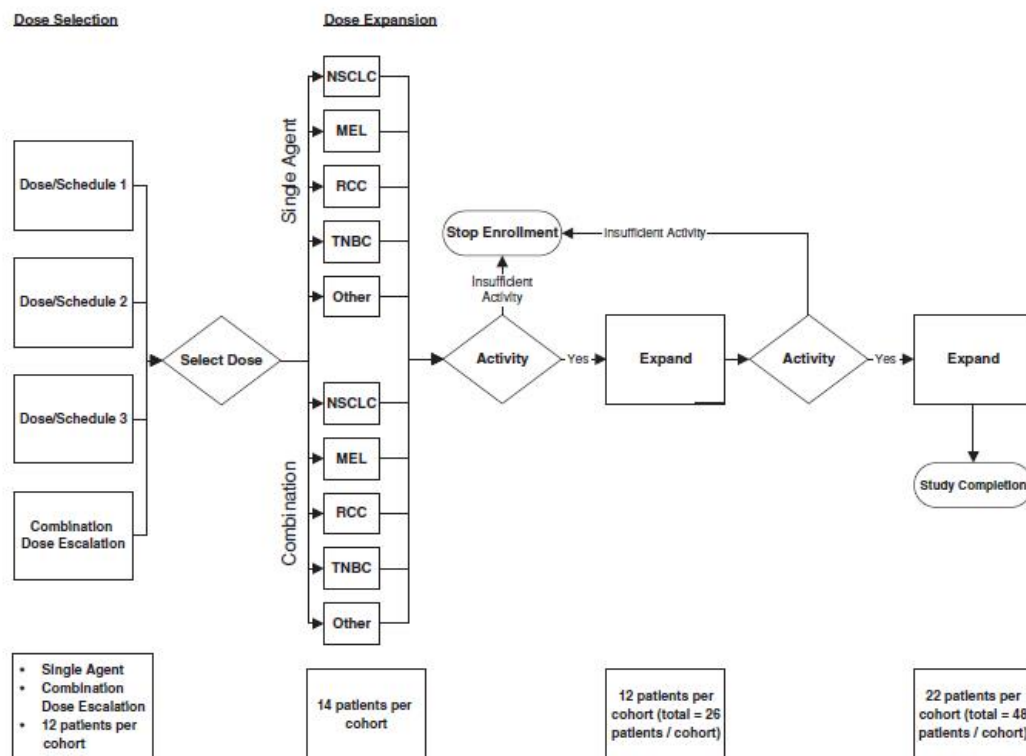 Dose Selection
Dose Expansion
Dose/Schedule 1
Dose/Schedule 2
Dose/Schedule 3
Combination
Dose Escalation
Select Dose
Single Agent
NSCLC
MEL
RCC
TNBC
Other
Combination
NSCLC
MEL
RCC
TNBC
Other
Activity
Insufficient
Activity
Stop Enrollment
Yes
Expand
Activity
Insufficient Activity
Yes
Expand
Study Completion
• Single Agent
• Combination
Dose Escalation
• 12 patients per
cohort
14 patients per
cohort
12 patients per
cohort (total = 26
patients / cohort)
22 patients per
cohort (total = 48
patients / cohort)